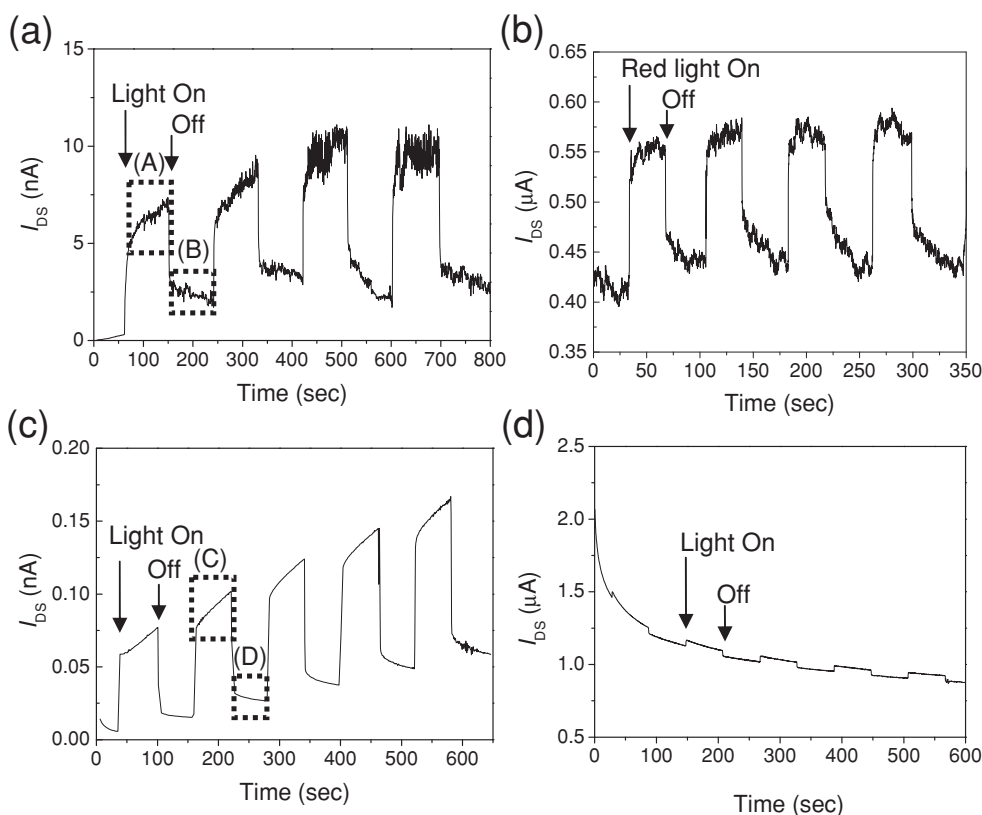 (a)
15
10
5
0
I_DS (nA)
Light On
Off
(A)
(B)
0 100 200 300 400 500 600 700 800
Time (sec)
(b)
0.65
0.60
0.55
0.50
0.45
0.40
0.35
I_DS (μA)
Red light On
Off
0 50 100 150 200 250 300 350
Time (sec)
(c)
0.20
0.15
0.10
0.05
0.00
I_DS (nA)
Light On
Off
(C)
(D)
0 100 200 300 400 500 600
Time (sec)
(d)
2.5
2.0
1.5
1.0
0.5
I_DS (μA)
Light On
Off
0 100 200 300 400 500 600
Time (sec)